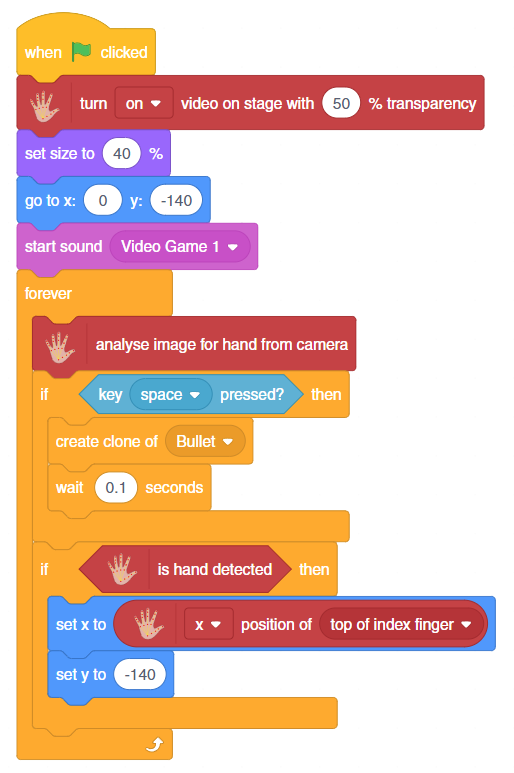 when clicked
turn on video on stage with 50 % transparency
set size to 40 %
go to x: 0 y: -140
start sound Video Game 1
forever
analyse image for hand from camera
if key space pressed? then
create clone of Bullet
wait 0.1 seconds
if is hand detected then
set x to x position of top of index finger
set y to -140